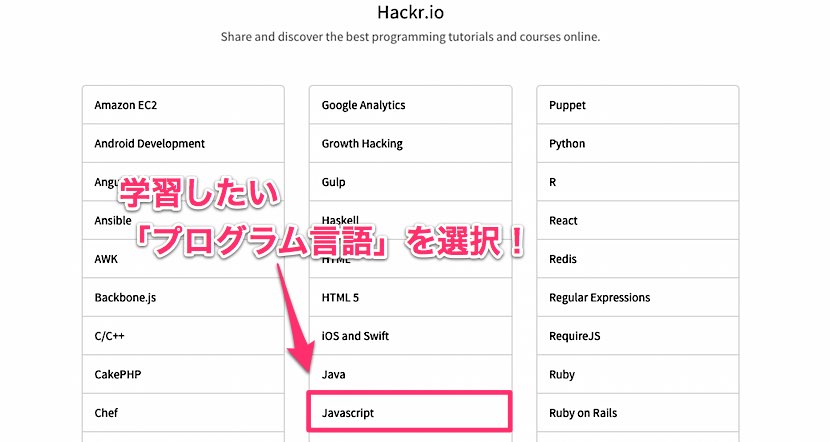 Hackr.io
Share and discover the best programming tutorials and courses online.
Amazon EC2
Android Development
Angu
Ansible
AWK
Backbone.js
C/C++
CakePHP
Chef
Google Analytics
Growth Hacking
Gulp
Haskell
HTML
HTML 5
iOS and Swift
Java
Javascript
Puppet
Python
R
React
Redis
Regular Expressions
RequireJS
Ruby
Ruby on Rails
学習したい
「プログラム言語」を選択！